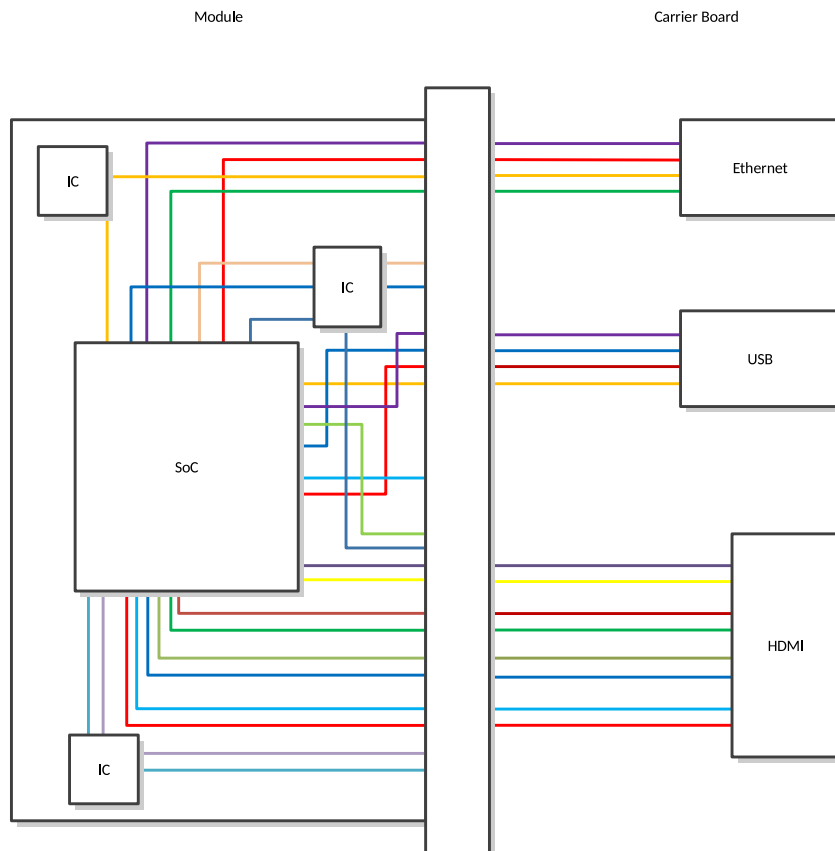 Module
Carrier Board
IC
Ethernet
IC
USB
SoC
HDMI
IC